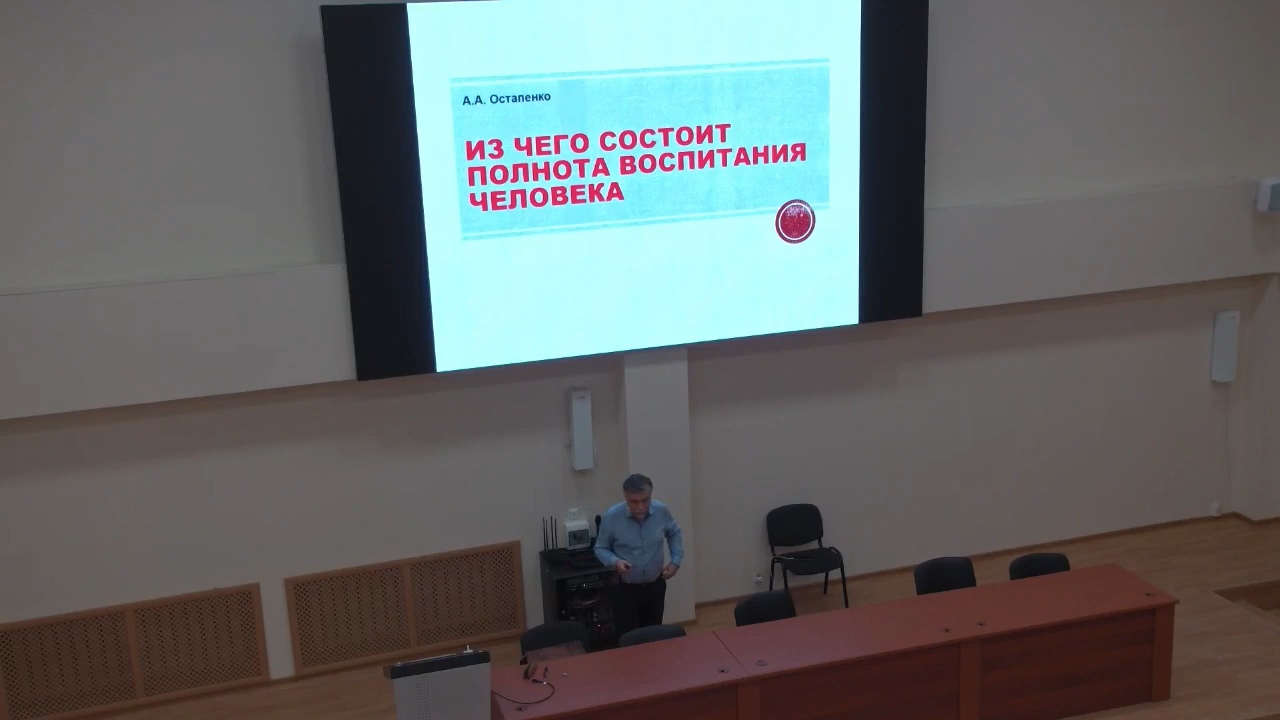 А.А. Остапенко
ИЗ ЧЕГО СОСТОИТ
ПОЛНОТА ВОСПИТАНИЯ
ЧЕЛОВЕКА